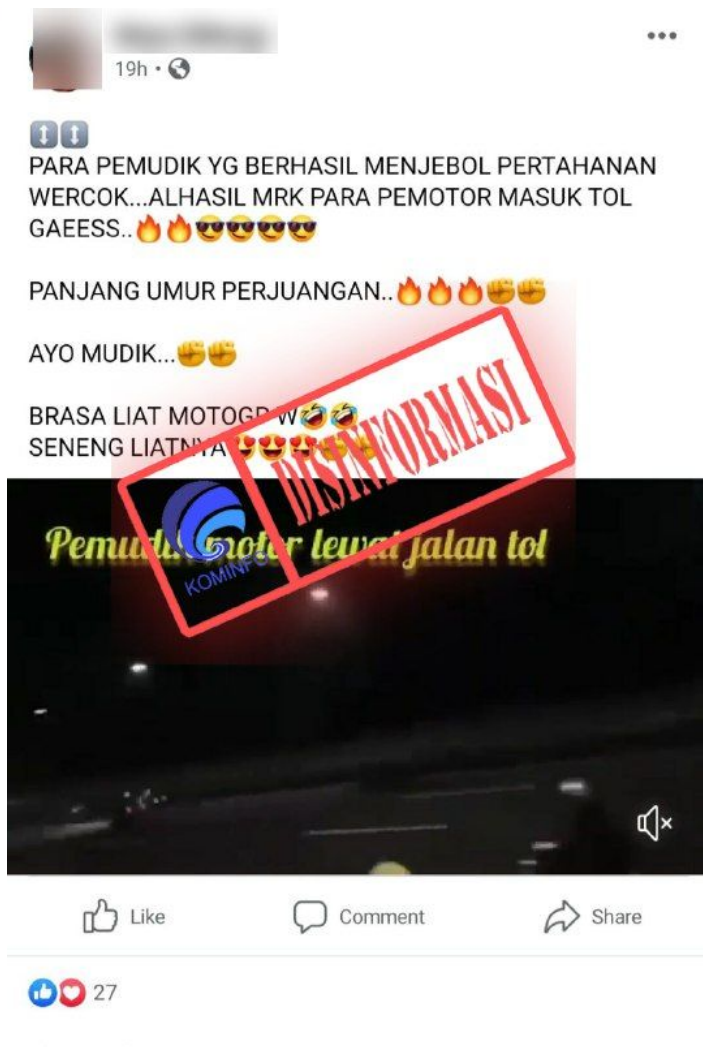 19h
PARA PEMUDIK YG BERHASIL MENJEBOL PERTAHANAN
WERCOK...ALHASIL MRK PARA PEMOTOR MASUK TOL
GAEESS..🔥🔥😎😎😎😎
PANJANG UMUR PERJUANGAN..🔥🔥🔥✊✊
AYO MUDIK...✊✊
BRASA LIAT MOTOGP W🤣🤣
SENENG LIATNYA😍😍😍✊✊
DISINFORMASI
KOMINFO
Pemudik motor lewat jalan tol
Like
Comment
Share
27